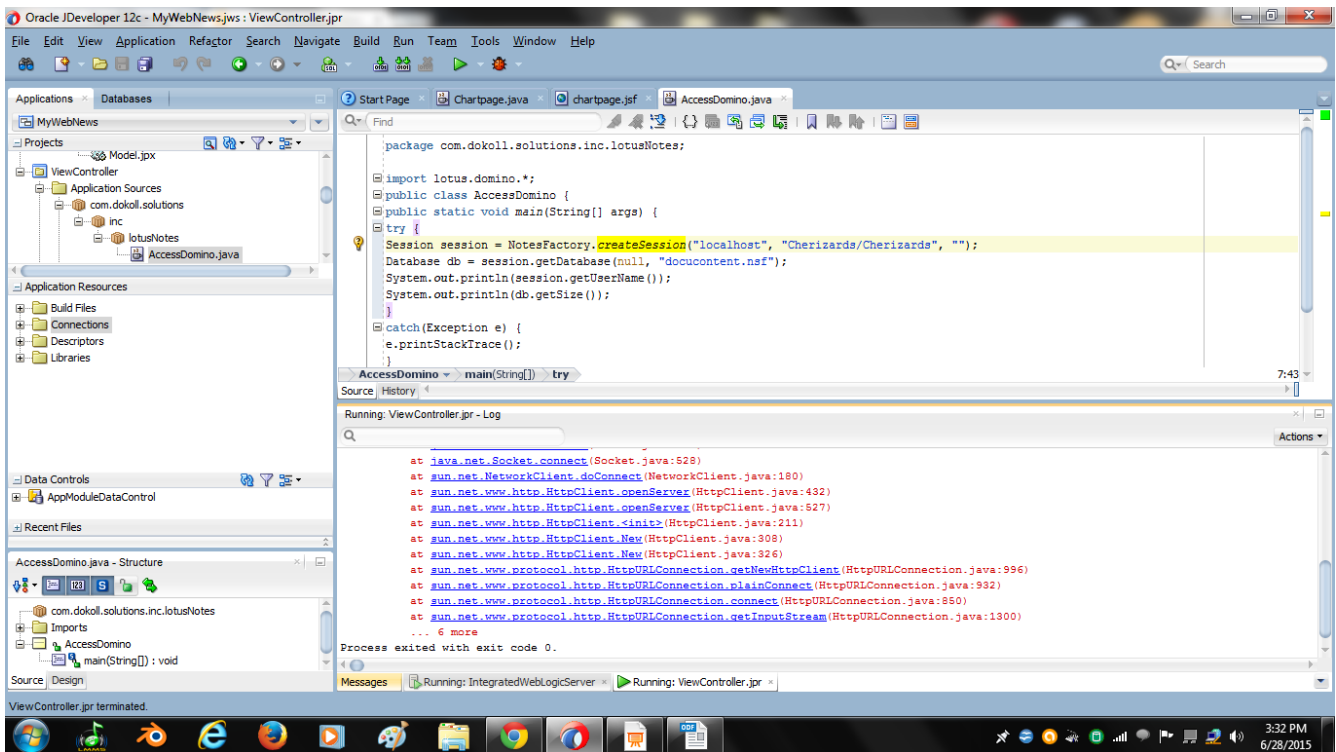 Oracle JDeveloper 12c - MyWebNews.jws : ViewController.jpr
File Edit View Application Refactor Search Navigate Build Run Team Tools Window Help
Search
Applications Databases
MyWebNews
Projects
Model.jpx
ViewController
Application Sources
com.dokoll.solutions
inc
lotusNotes
AccessDomino.java
Application Resources
Build Files
Connections
Descriptors
Libraries
Data Controls
AppModuleDataControl
Recent Files
AccessDomino.java - Structure
com.dokoll.solutions.inc.lotusNotes
Imports
AccessDomino
main(String[]) : void
Source Design
Start Page Chartpage.java chartpage.jsf AccessDomino.java
Find
package com.dokoll.solutions.inc.lotusNotes;
import lotus.domino.*;
public class AccessDomino {
public static void main(String[] args) {
try {
Session session = NotesFactory.createSession("localhost", "Cherizards/Cherizards", "");
Database db = session.getDatabase(null, "docucontent.nsf");
System.out.println(session.getUserName());
System.out.println(db.getSize());
}
catch(Exception e) {
e.printStackTrace();
}
AccessDomino main(String[]) try
7:43
Source History
Running: ViewController.jpr - Log
Actions
at java.net.Socket.connect(Socket.java:528)
at sun.net.NetworkClient.doConnect(NetworkClient.java:180)
at sun.net.www.http.HttpClient.openServer(HttpClient.java:432)
at sun.net.www.http.HttpClient.openServer(HttpClient.java:527)
at sun.net.www.http.HttpClient.<init>(HttpClient.java:211)
at sun.net.www.http.HttpClient.New(HttpClient.java:308)
at sun.net.www.http.HttpClient.New(HttpClient.java:326)
at sun.net.www.protocol.http.HttpURLConnection.getNewHttpClient(HttpURLConnection.java:996)
at sun.net.www.protocol.http.HttpURLConnection.plainConnect(HttpURLConnection.java:932)
at sun.net.www.protocol.http.HttpURLConnection.connect(HttpURLConnection.java:850)
at sun.net.www.protocol.http.HttpURLConnection.getInputStream(HttpURLConnection.java:1300)
... 6 more
Process exited with exit code 0.
Messages Running: IntegratedWebLogicServer Running: ViewController.jpr
ViewController.jpr terminated.
LMMS
ODF
3:32 PM
6/28/2015